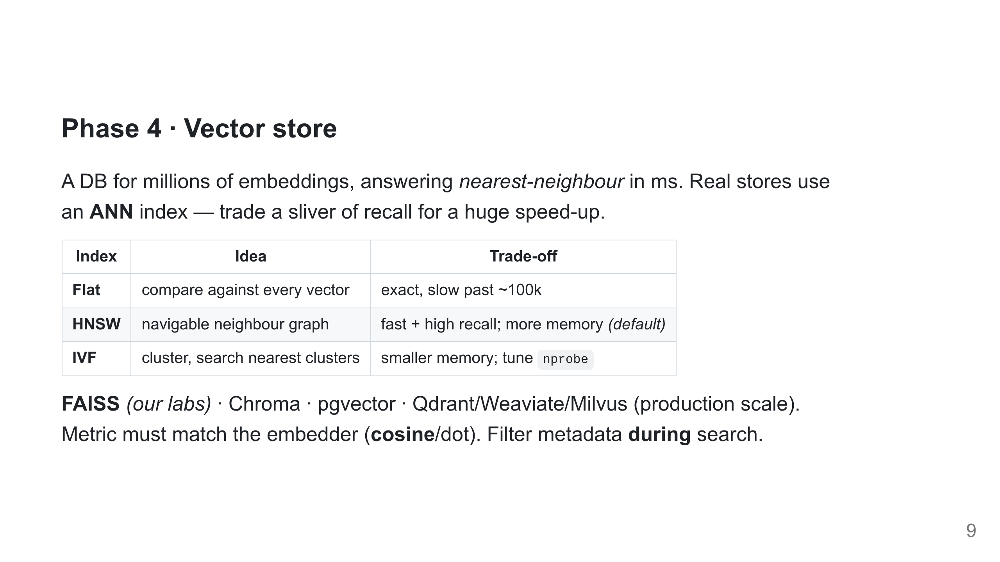 Phase 4 · Vector store
A DB for millions of embeddings, answering nearest-neighbour in ms. Real stores use
an ANN index — trade a sliver of recall for a huge speed-up.
Index Idea Trade-off
Flat compare against every vector exact, slow past ~100k
HNSW navigable neighbour graph fast + high recall; more memory (default)
IVF cluster, search nearest clusters smaller memory; tune nprobe
FAISS (our labs) · Chroma · pgvector · Qdrant/Weaviate/Milvus (production scale).
Metric must match the embedder (cosine/dot). Filter metadata during search.
9